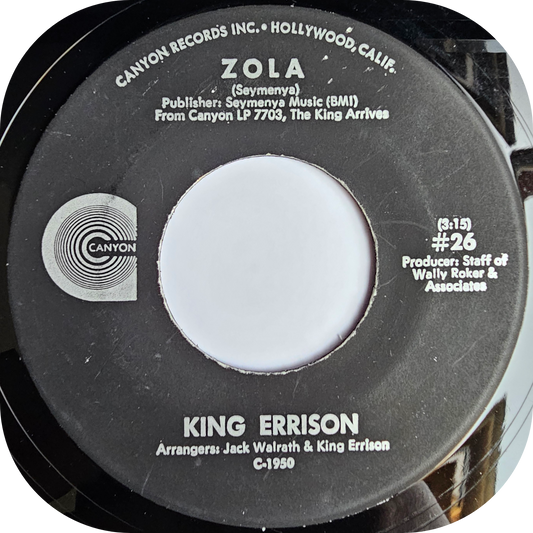 CANYON RECORDS INC. • HOLLYWOOD, CALIF.
ZOLA
(Seymenya)
Publisher: Seymenya Music (BMI)
From Canyon LP 7703, The King Arrives
CANYON
(3:15)
#26
Producer: Staff of
Wally Roker &
Associates
KING ERRISON
Arrangers: Jack Walrath & King Errison
C-1950